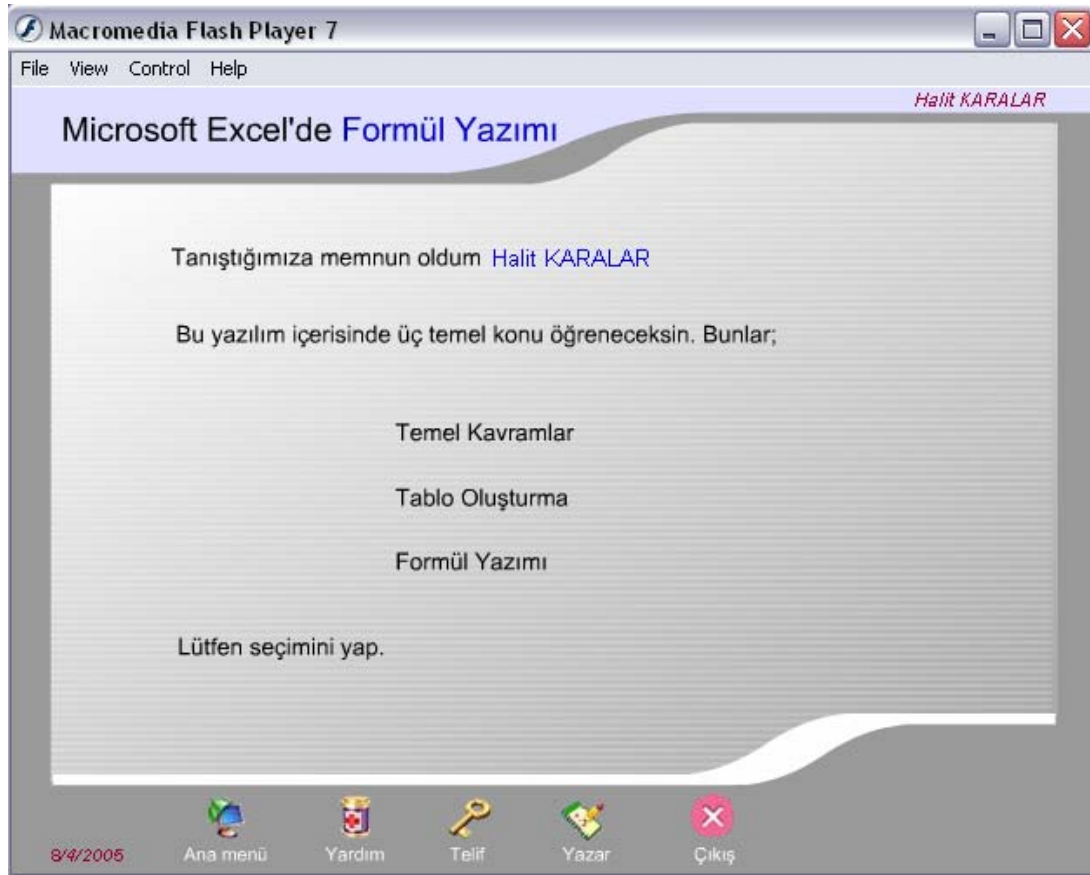 Macromedia Flash Player 7
File View Control Help
Halit KARALAR
Microsoft Excel'de Formül Yazımı
Tanıştığımıza memnun oldum Halit KARALAR
Bu yazılım içerisinde üç temel konu öğreneceksin. Bunlar;
Temel Kavramlar
Tablo Oluşturma
Formül Yazımı
Lütfen seçimini yap.
8/4/2005 Ana menü Yardım Telif Yazar Çıkış